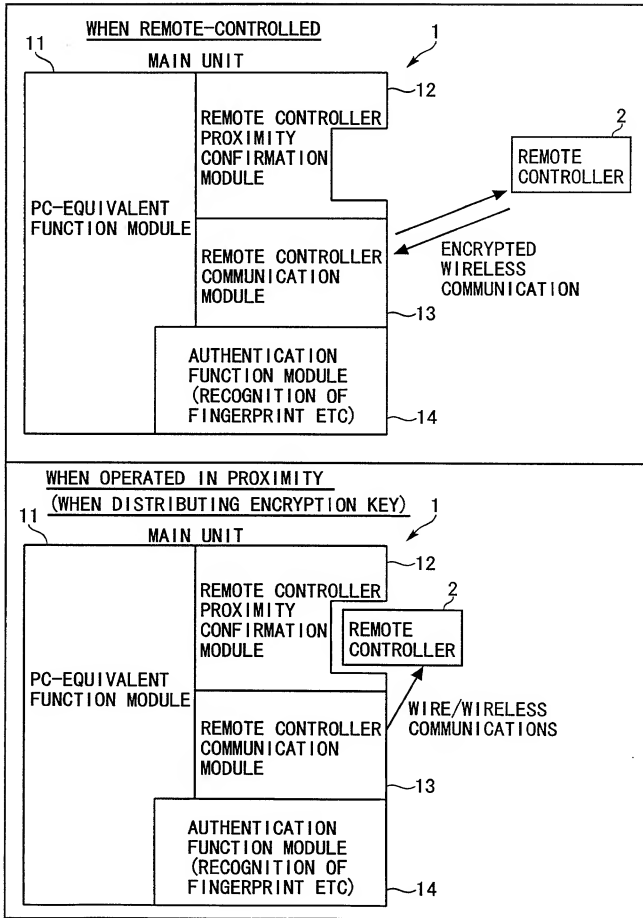 WHEN REMOTE-CONTROLLED
11
MAIN UNIT
1
12
REMOTE CONTROLLER
PROXIMITY
CONFIRMATION
MODULE
2
REMOTE
CONTROLLER
PC-EQUIVALENT
FUNCTION MODULE
REMOTE CONTROLLER
COMMUNICATION
MODULE
ENCRYPTED
WIRELESS
COMMUNICATION
13
AUTHENTICATION
FUNCTION MODULE
(RECOGNITION OF
FINGERPRINT ETC)
14
WHEN OPERATED IN PROXIMITY
(WHEN DISTRIBUTING ENCRYPTION KEY)
11
MAIN UNIT
1
12
REMOTE CONTROLLER
PROXIMITY
CONFIRMATION
MODULE
2
REMOTE
CONTROLLER
PC-EQUIVALENT
FUNCTION MODULE
REMOTE CONTROLLER
COMMUNICATION
MODULE
WIRE/WIRELESS
COMMUNICATIONS
13
AUTHENTICATION
FUNCTION MODULE
(RECOGNITION OF
FINGERPRINT ETC)
14